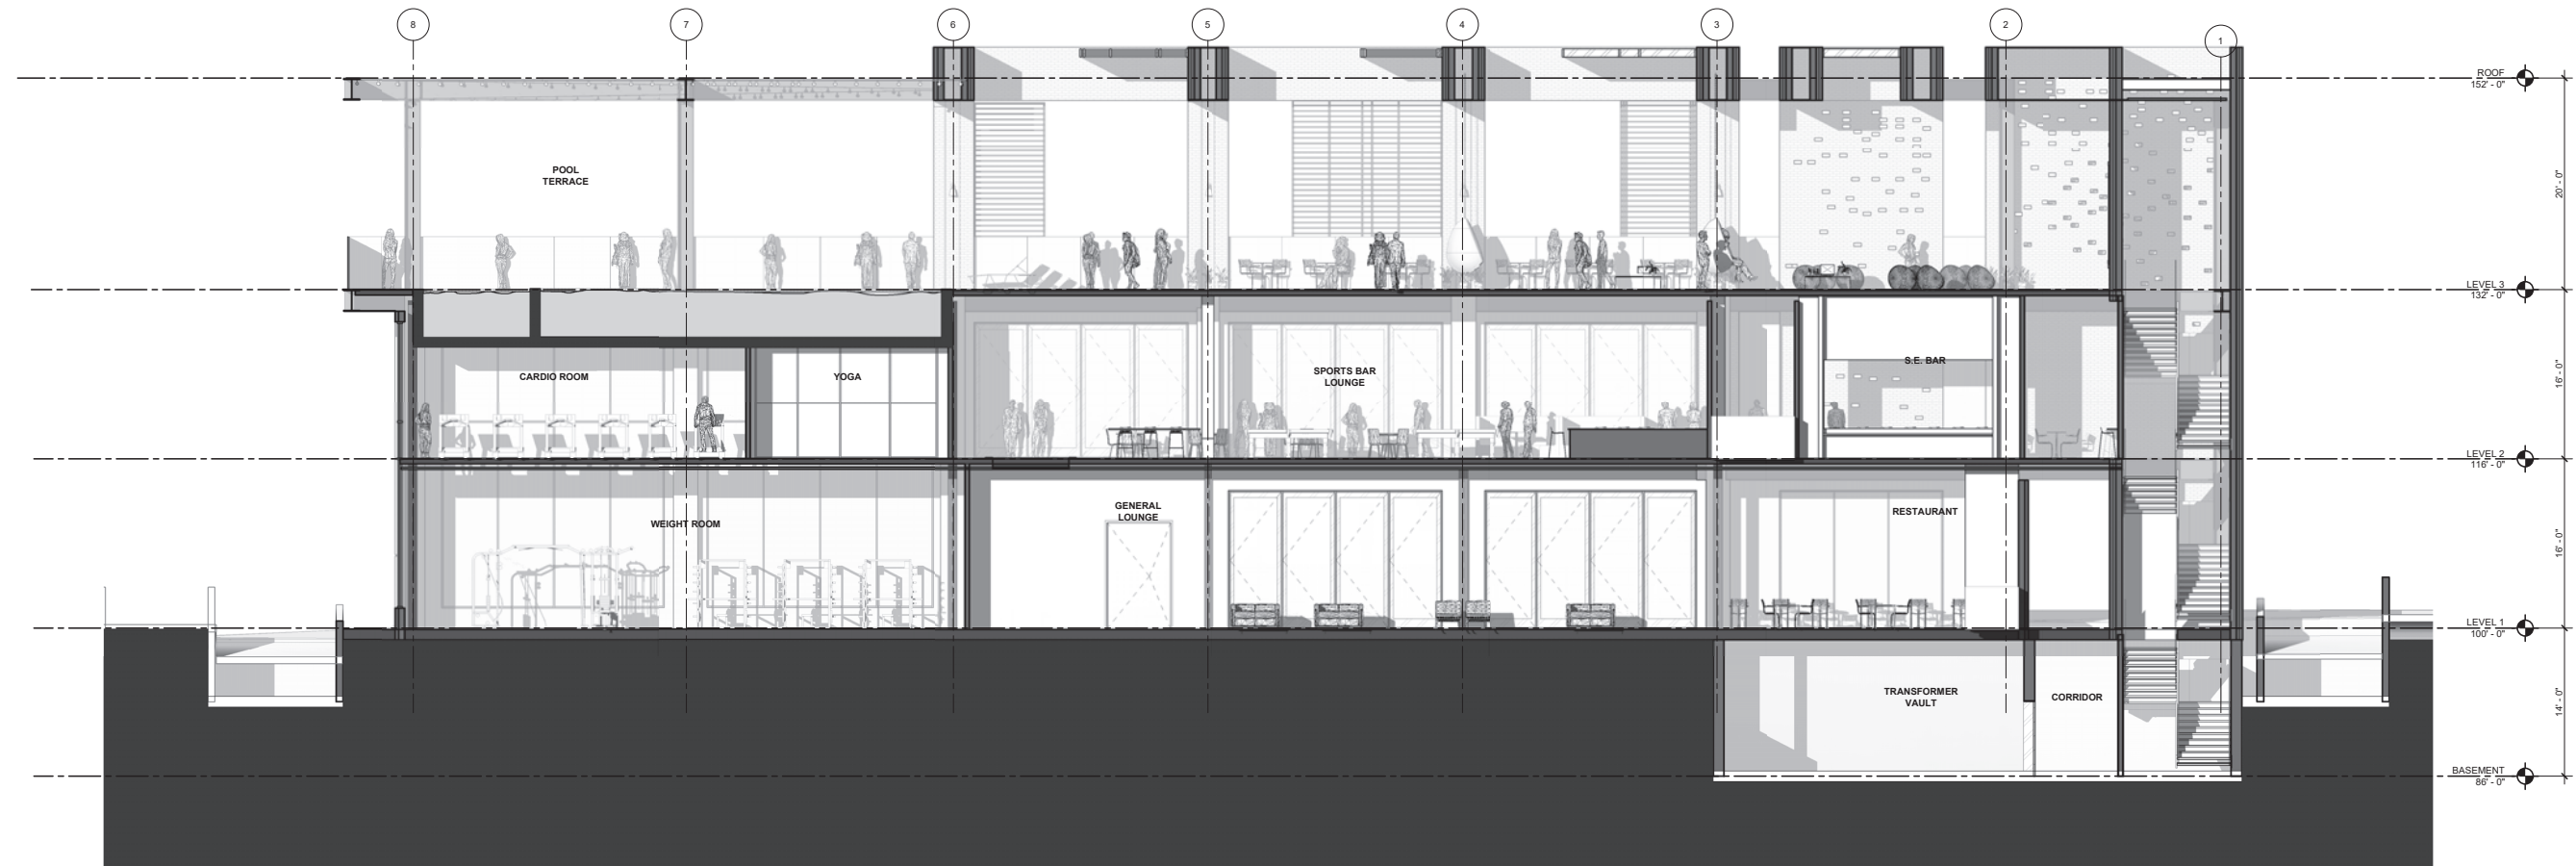 8
7
6
5
4
3
2
1
ROOF
152' - 0"
POOL
TERRACE
20' - 0"
LEVEL 3
132' - 0"
CARDIO ROOM
YOGA
SPORTS BAR
LOUNGE
S.E. BAR
16' - 0"
LEVEL 2
116' - 0"
WEIGHT ROOM
GENERAL
LOUNGE
RESTAURANT
16' - 0"
LEVEL 1
100' - 0"
TRANSFORMER
VAULT
CORRIDOR
14' - 0"
BASEMENT
86' - 0"